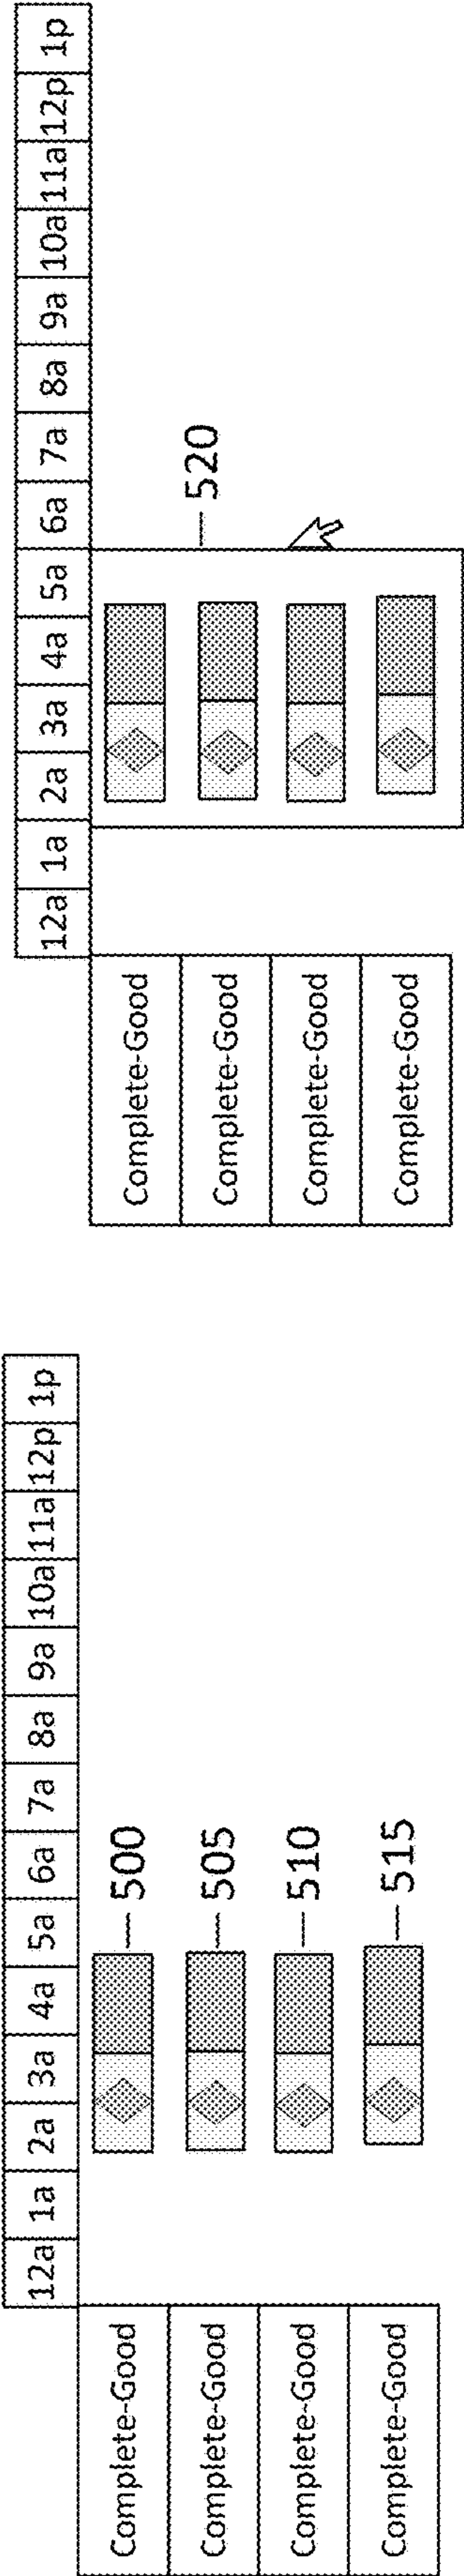 12a 1a 2a 3a 4a 5a 6a 7a 8a 9a 10a 11a 12p 1p
Complete-Good 500
Complete-Good 505
Complete-Good 510
Complete-Good 515
12a 1a 2a 3a 4a 5a 6a 7a 8a 9a 10a 11a 12p 1p
Complete-Good
Complete-Good 520
Complete-Good
Complete-Good